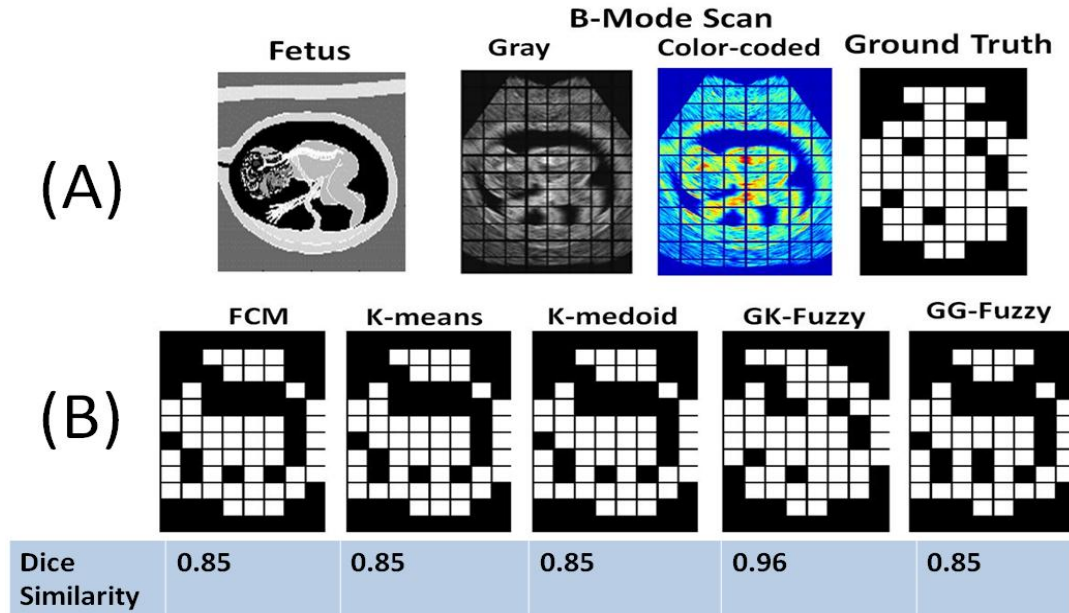 B-Mode Scan
Fetus
Gray
Color-coded
Ground Truth
(A)
FCM
K-means
K-medoid
GK-Fuzzy
GG-Fuzzy
(B)
Dice Similarity
0.85
0.85
0.85
0.96
0.85